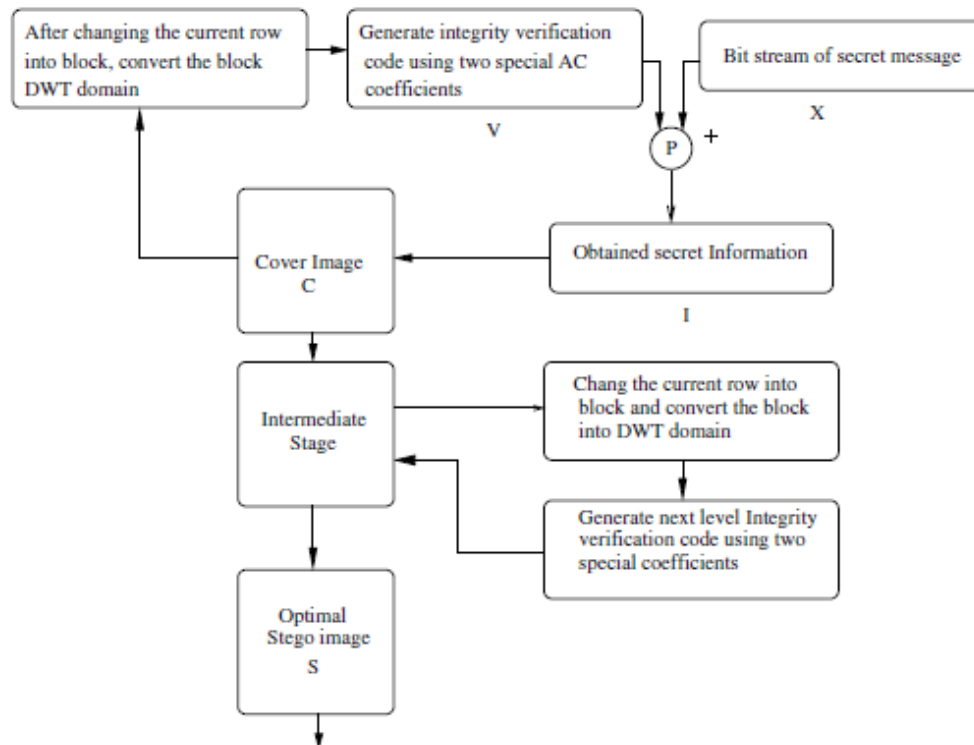 After changing the current row
into block, convert the block
DWT domain
Generate integrity verification
code using two special AC
coefficients
V
Bit stream of secret message
X
P
+
Cover Image
C
Obtained secret Information
I
Intermediate
Stage
Chang the current row into
block and convert the block
into DWT domain
Generate next level Integrity
verification code using two
special coefficients
Optimal
Stego image
S